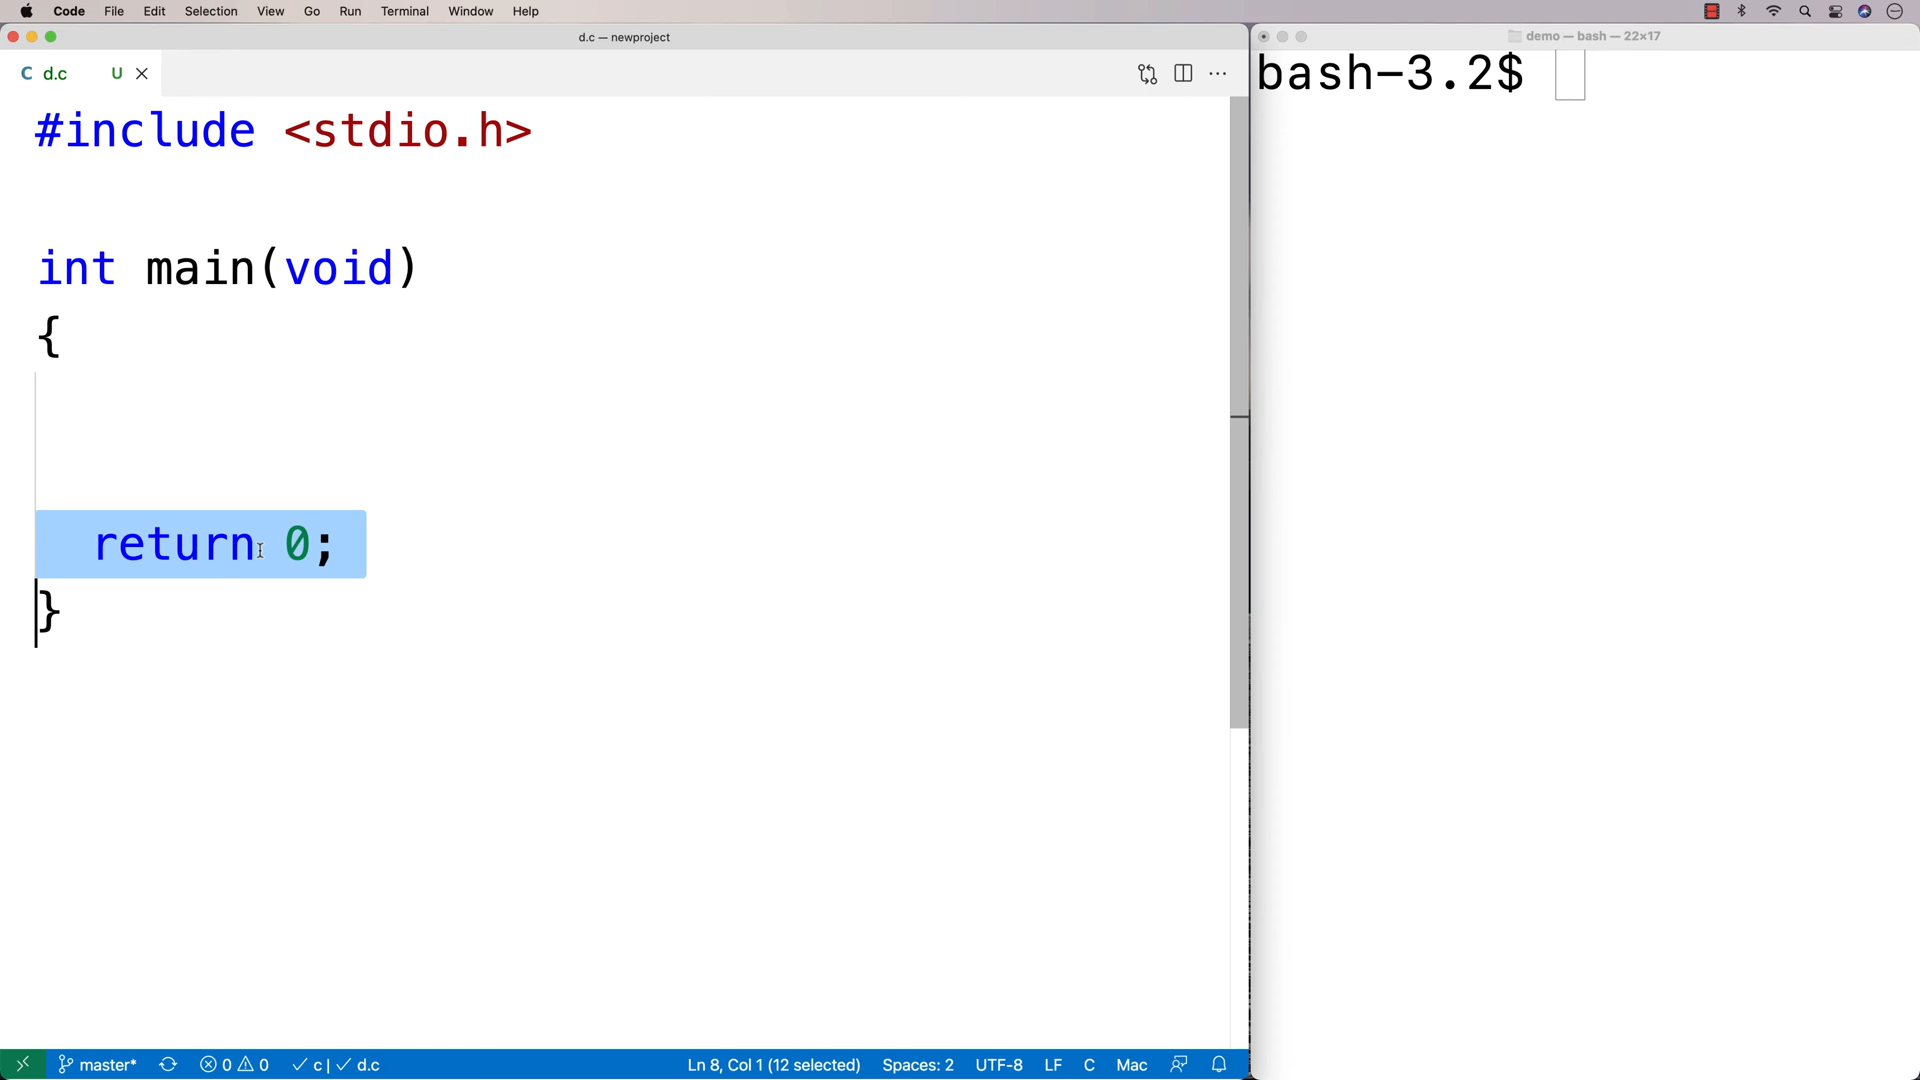 Code File Edit Selection View Go Run Terminal Window Help
d.c — newproject
demo — bash — 22×17
C d.c U
bash-3.2$
#include <stdio.h>
int main(void)
{
return 0;
}
master* 0 0 c | d.c Ln 8, Col 1 (12 selected) Spaces: 2 UTF-8 LF C Mac